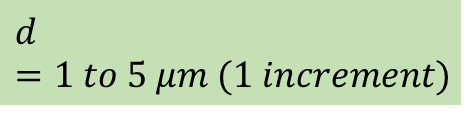 d
= 1 to 5 μm (1 increment)